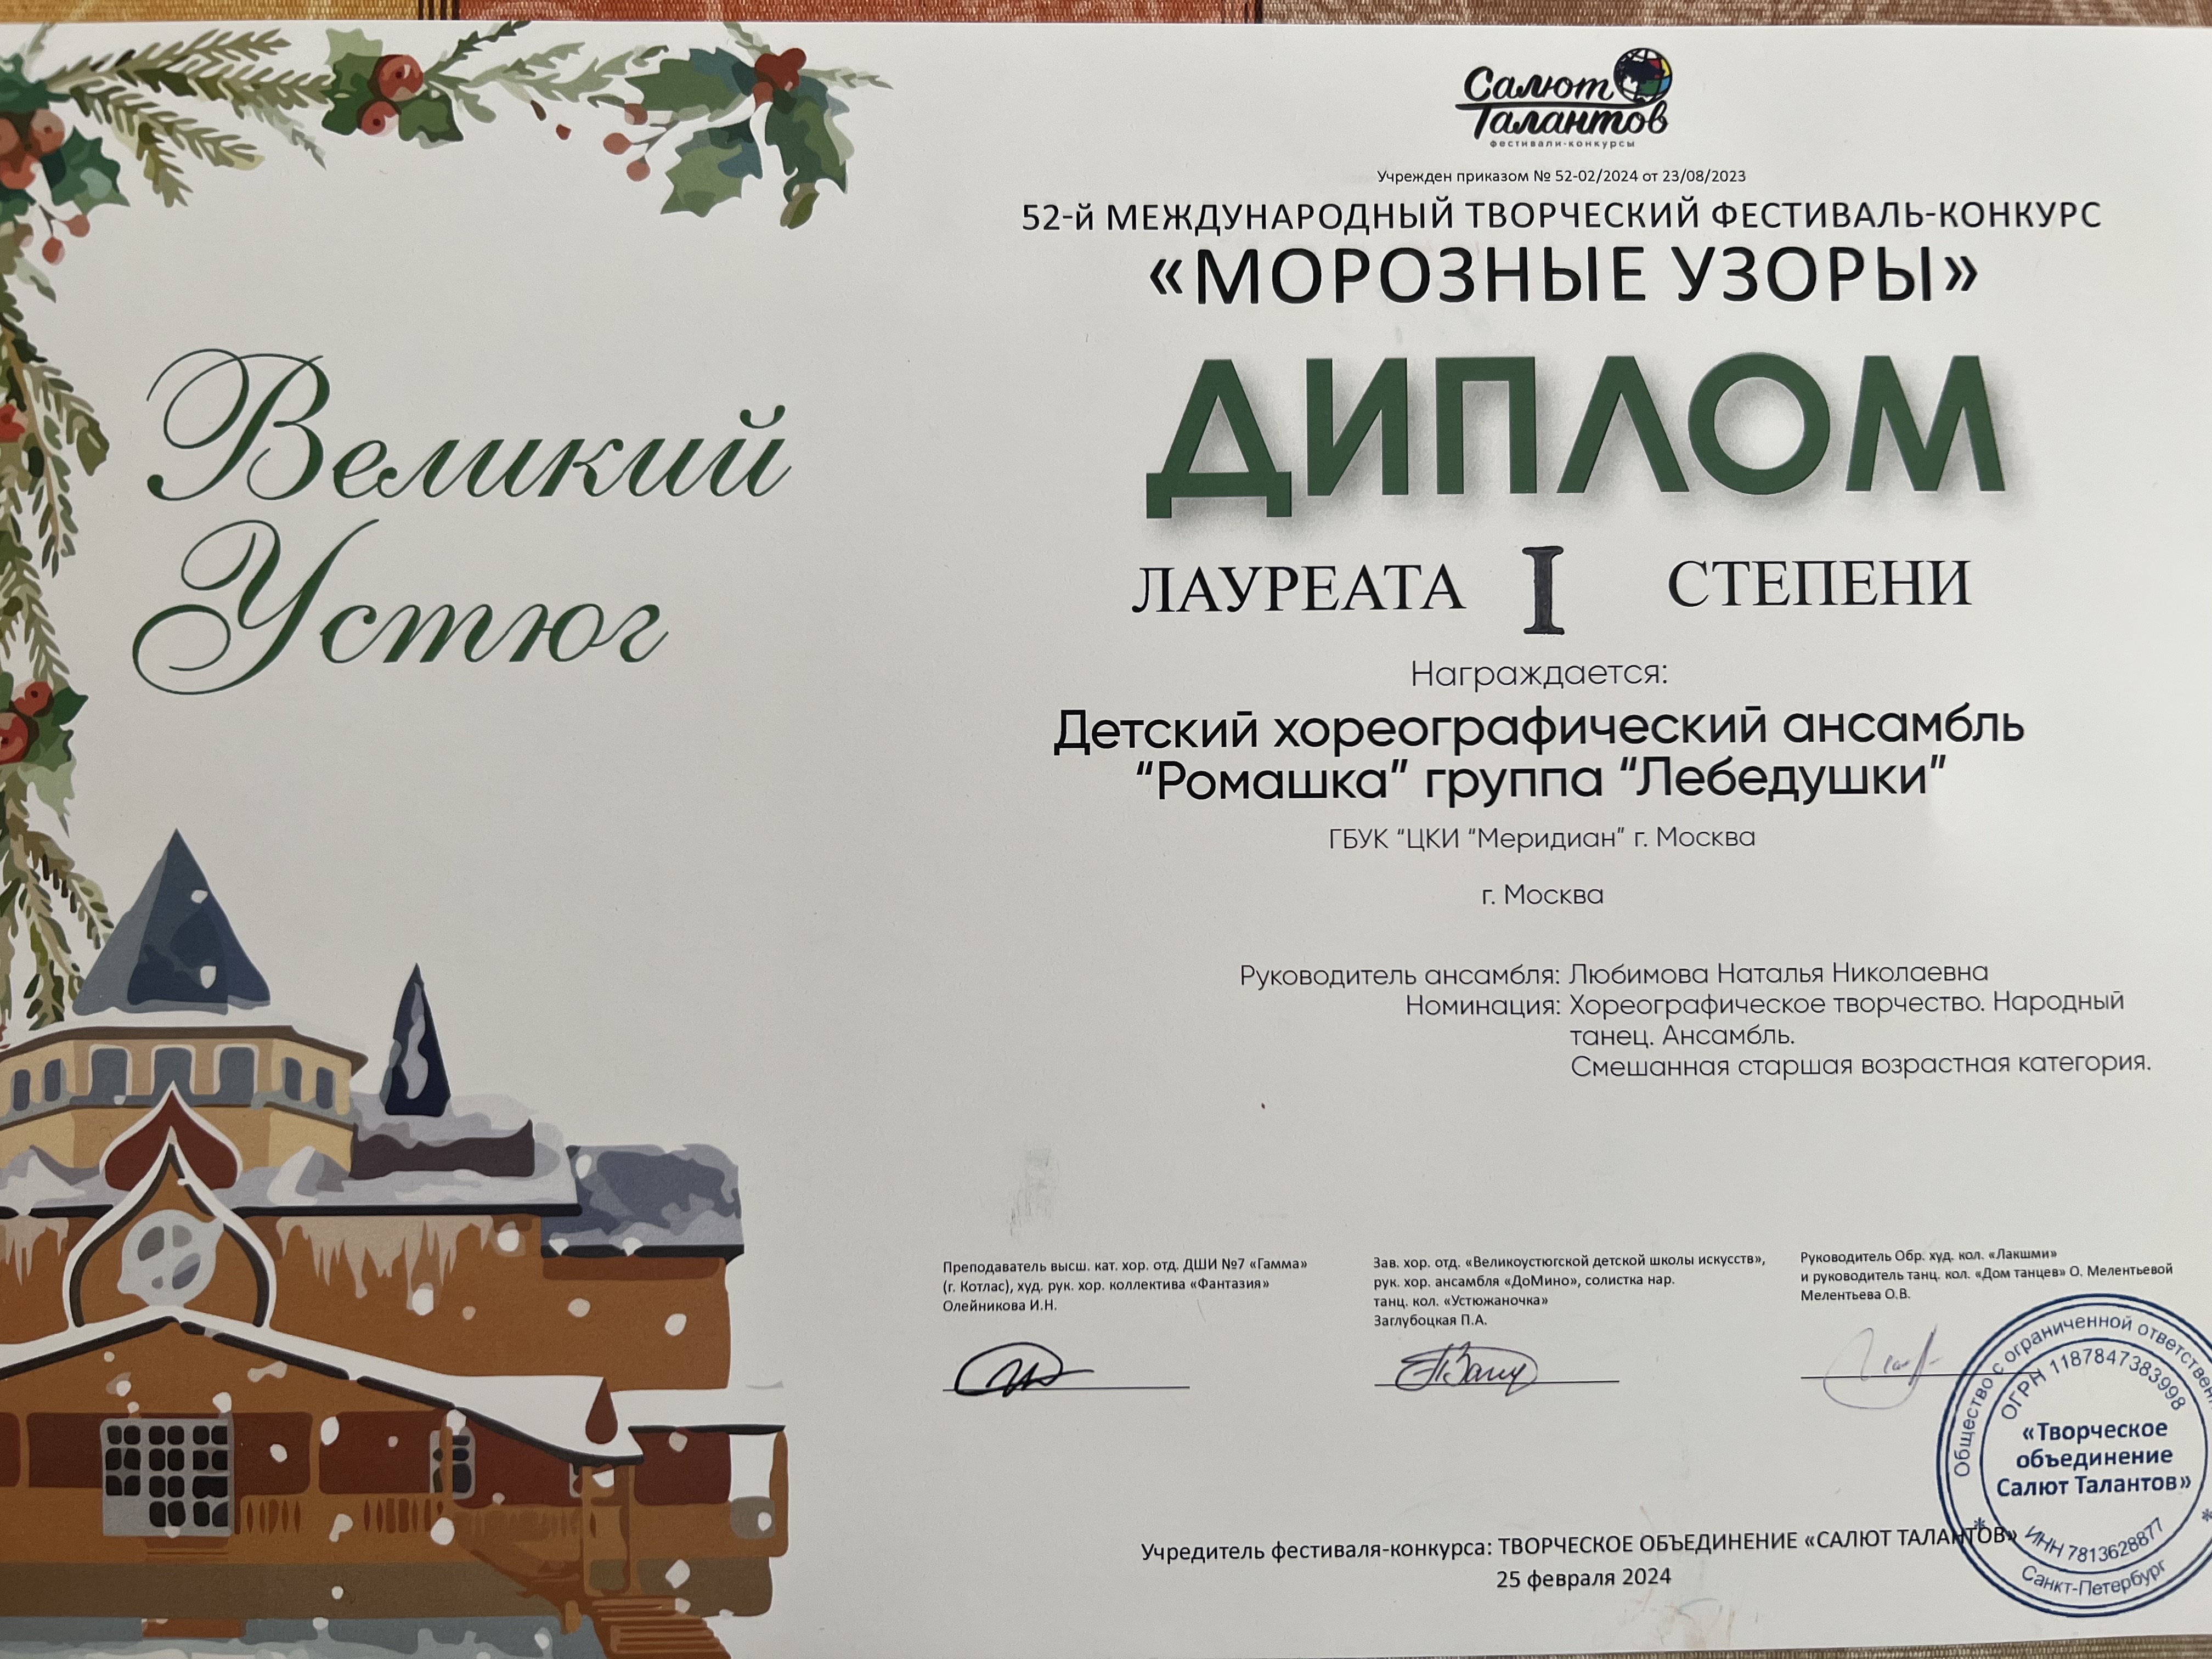 Салют
Талантов
фестивали-конкурсы
Учрежден приказом № 52-02/2024 от 23/08/2023
52-й МЕЖДУНАРОДНЫЙ ТВОРЧЕСКИЙ ФЕСТИВАЛЬ-КОНКУРС
«МОРОЗНЫЕ УЗОРЫ»
ДИПЛОМ
ЛАУРЕАТА I СТЕПЕНИ
Великий
Устюг
Награждается:
Детский хореографический ансамбль
“Ромашка” группа “Лебедушки”
ГБУК “ЦКИ “Меридиан” г. Москва
г. Москва
Руководитель ансамбля: Любимова Наталья Николаевна
Номинация: Хореографическое творчество. Народный
танец. Ансамбль.
Смешанная старшая возрастная категория.
Преподаватель высш. кат. хор. отд. ДШИ №7 «Гамма»
(г. Котлас), худ. рук. хор. коллектива «Фантазия»
Олейникова И.Н.
Зав. хор. отд. «Великоустюгской детской школы искусств»,
рук. хор. ансамбля «ДоМино», солистка нар.
танц. кол. «Устюжаночка»
Заглубоцкая П.А.
Руководитель Обр. худ. кол. «Лакшми»
и руководитель танц. кол. «Дом танцев» О. Мелентьевой
Мелентьева О.В.
Общество с ограниченной
ОГРН 1187847383998
«Творческое
объединение
Салют Талантов»
ИНН 7813628877
Санкт-Петербург
Учредитель фестиваля-конкурса: ТВОРЧЕСКОЕ ОБЪЕДИНЕНИЕ «САЛЮТ ТАЛАНТОВ»
25 февраля 2024